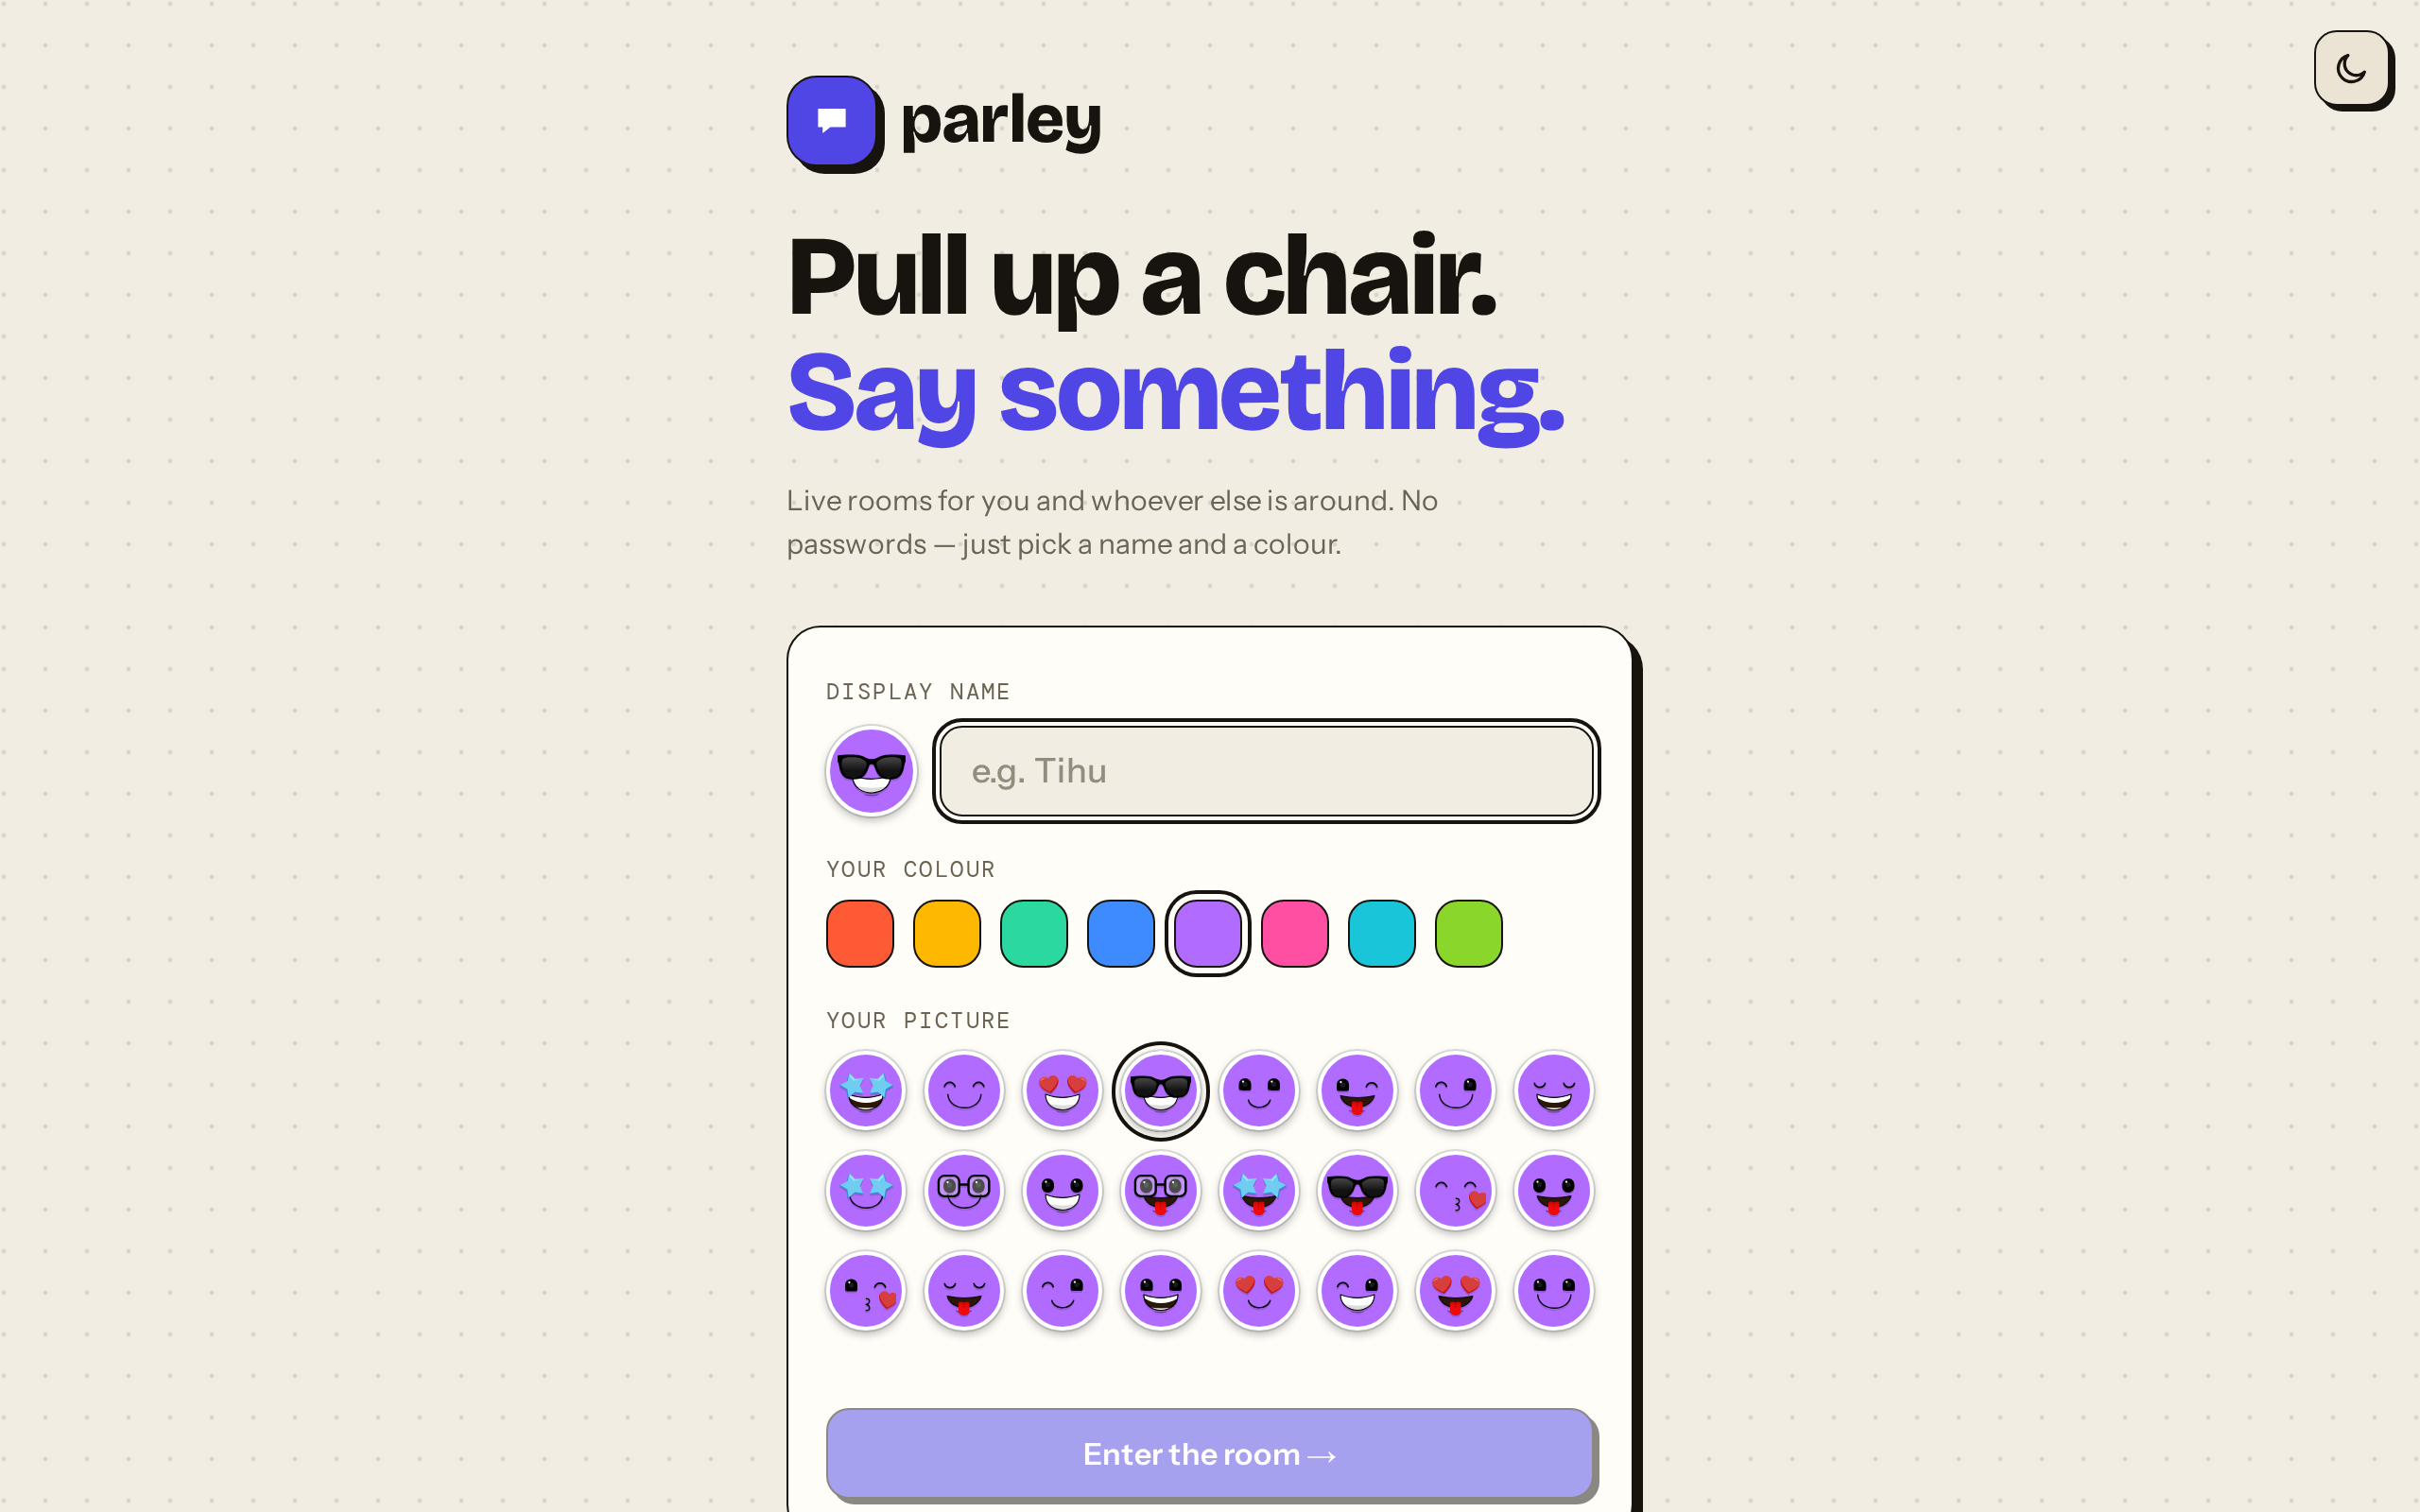 parley
Pull up a chair.
Say something.
Live rooms for you and whoever else is around. No
passwords — just pick a name and a colour.
DISPLAY NAME
e.g. Tihu
YOUR COLOUR
YOUR PICTURE
Enter the room →